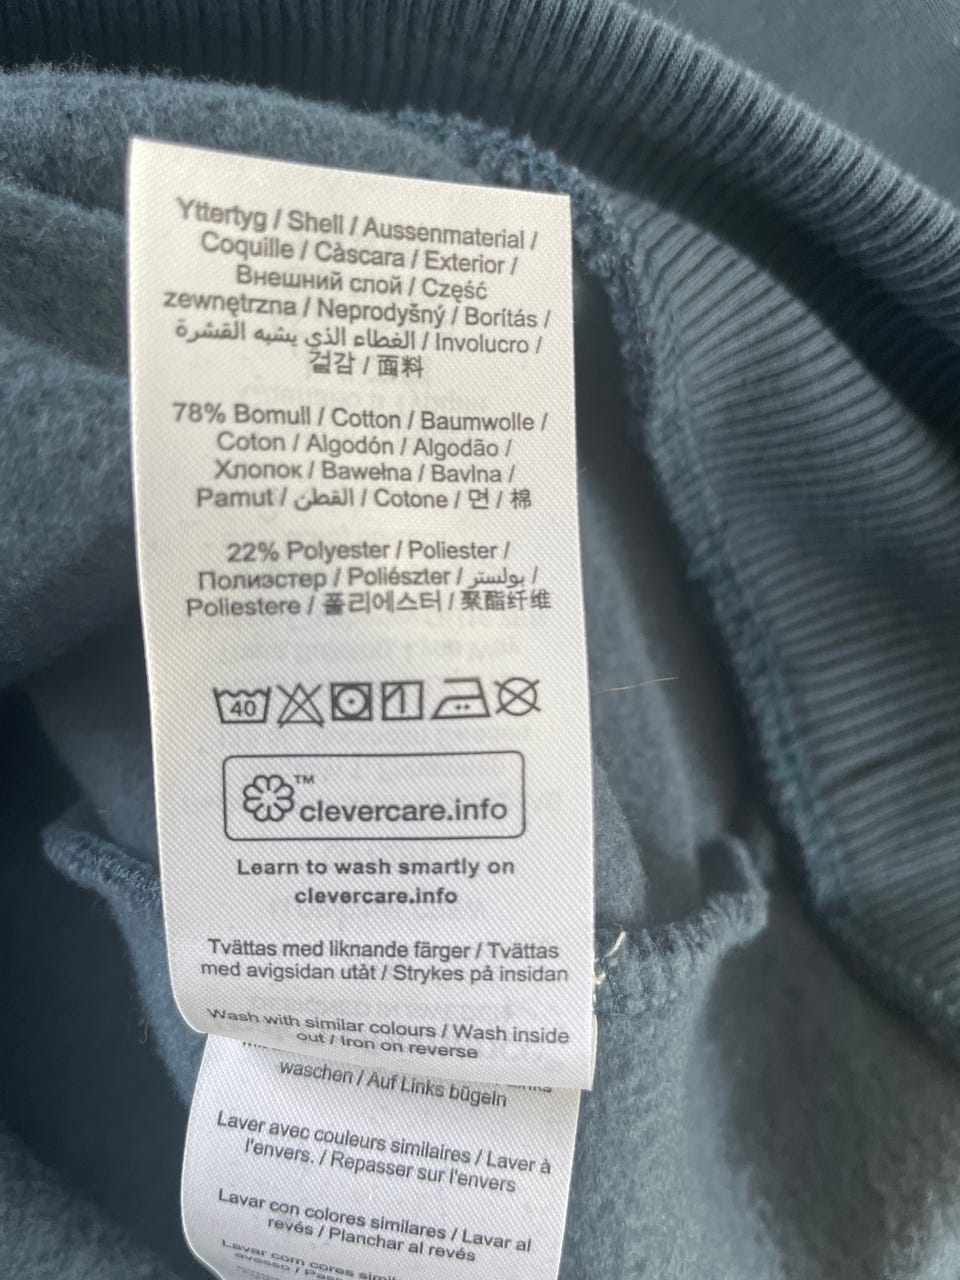 Yttertyg / Shell / Aussenmaterial /
Coquille / Càscara / Exterior /
Внешний слой / Część
zewnętrzna / Neprodyšný / Borítás /
الغطاء الذي يشبه القشرة / Involucro /
겉감 / 面料
78% Bomull / Cotton / Baumwolle /
Coton / Algodón / Algodão /
Хлопок / Bawełna / Bavlna /
Pamut / القطن / Cotone / 면 / 棉
22% Polyester / Poliester /
Полиэстер / Poliészter / بولستر /
Poliestere / 폴리에스터 / 聚酯纤维
40
™
clevercare.info
Learn to wash smartly on
clevercare.info
Tvättas med liknande färger / Tvättas
med avigsidan utåt / Strykes på insidan
Wash with similar colours / Wash inside
out / Iron on reverse
waschen / Auf Links bügeln
Laver avec couleurs similaires / Laver à
l'envers. / Repasser sur l'envers
Lavar con colores similares / Lavar al
revés / Planchar al revés
Lavar com cores
avesso /